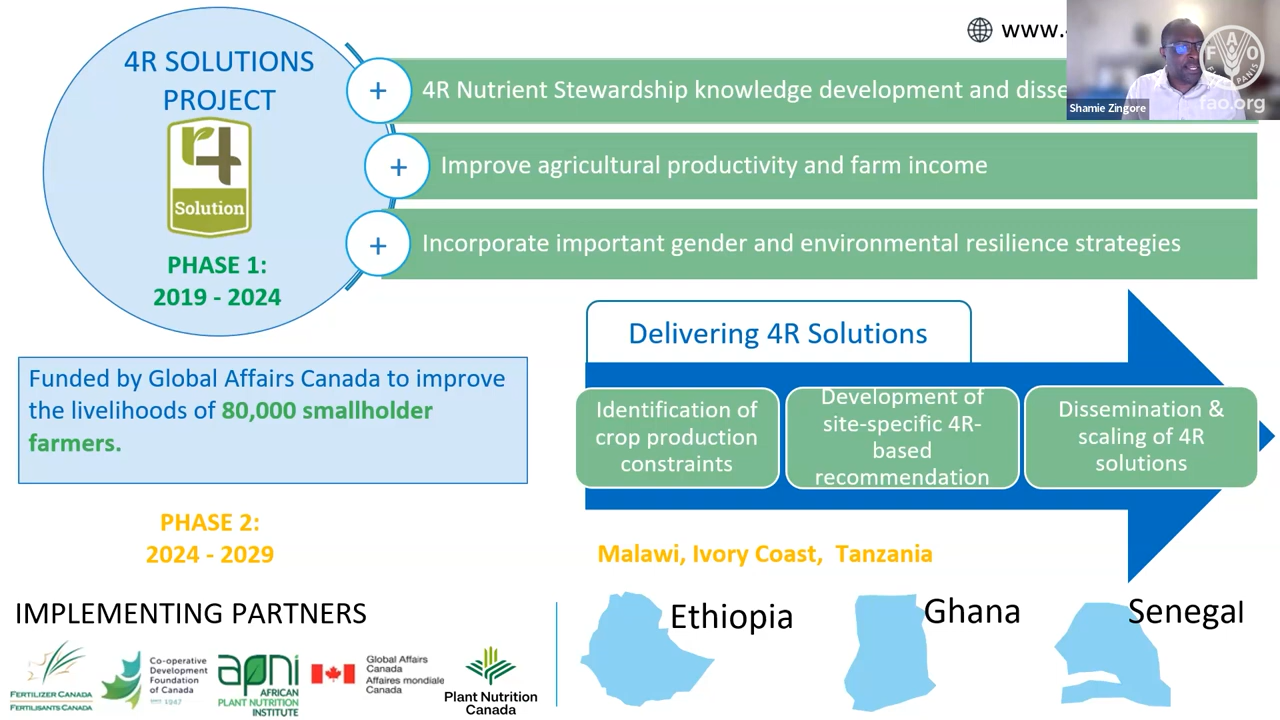 4R SOLUTIONS
PROJECT
r4
Solution
PHASE 1:
2019 - 2024
www.
4R Nutrient Stewardship knowledge development and disse
Improve agricultural productivity and farm income
Incorporate important gender and environmental resilience strategies
FAO
fao.org
Shamie Zingore
Funded by Global Affairs Canada to improve
the livelihoods of 80,000 smallholder
farmers.
Delivering 4R Solutions
Identification of
crop production
constraints
Development of
site-specific 4R-
based
recommendation
Dissemination &
scaling of 4R
solutions
PHASE 2:
2024 - 2029
Malawi, Ivory Coast, Tanzania
IMPLEMENTING PARTNERS
FERTILIZER CANADA
FERTILISANTS CANADA
Co-operative
Development
Foundation
of Canada
SINCE 1947
apni
AFRICAN
PLANT NUTRITION
INSTITUTE
Global Affairs
Canada
Affaires mondiales
Canada
Plant Nutrition
Canada
Ethiopia
Ghana
Senegal